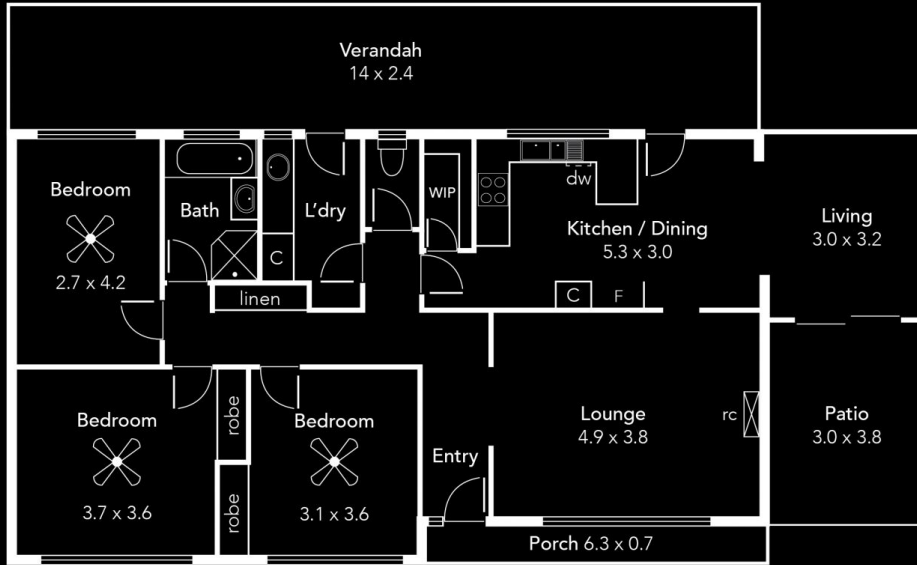 Verandah
14 x 2.4
Bedroom
2.7 x 4.2
Bath
L'dry
C
linen
WIP
dw
Kitchen / Dining
5.3 x 3.0
C
F
Living
3.0 x 3.2
Bedroom
3.7 x 3.6
robe
robe
Bedroom
3.1 x 3.6
Entry
Lounge
4.9 x 3.8
rc
Patio
3.0 x 3.8
Porch 6.3 x 0.7